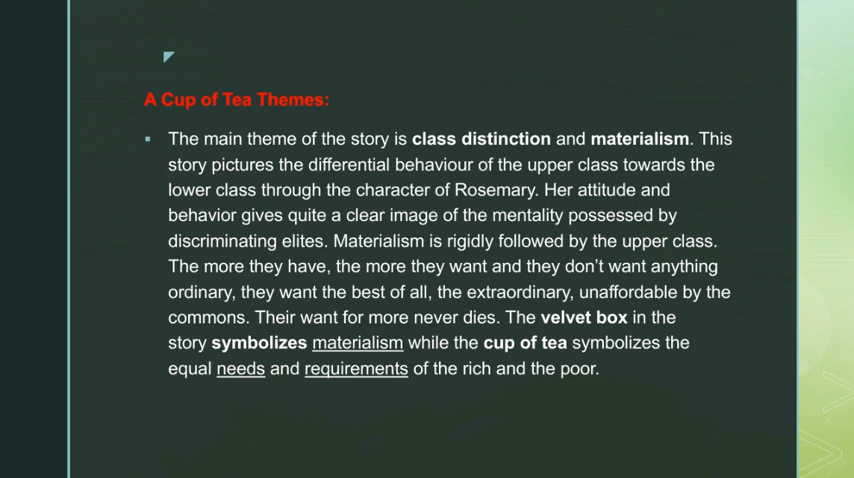 A Cup of Tea Themes:
The main theme of the story is class distinction and materialism. This
story pictures the differential behaviour of the upper class towards the
lower class through the character of Rosemary. Her attitude and
behavior gives quite a clear image of the mentality possessed by
discriminating elites. Materialism is rigidly followed by the upper class.
The more they have, the more they want and they don't want anything
ordinary, they want the best of all, the extraordinary, unaffordable by the
commons. Their want for more never dies. The velvet box in the
story symbolizes materialism while the cup of tea symbolizes the
equal needs and requirements of the rich and the poor.